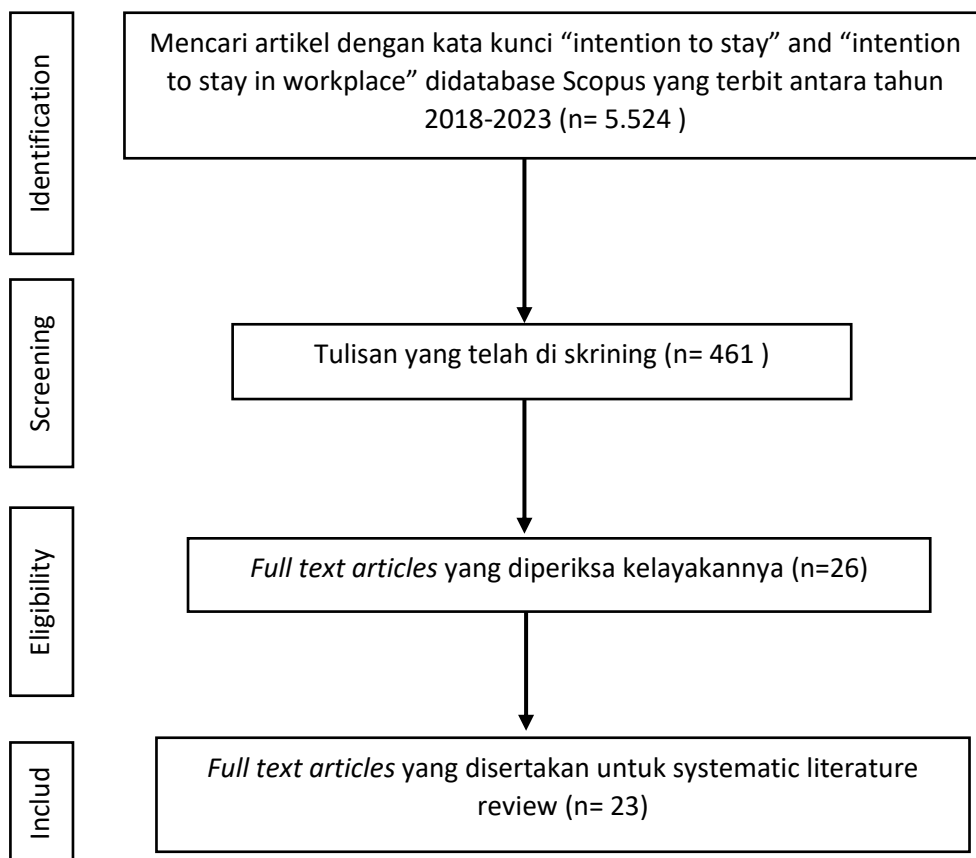 Identification
Mencari artikel dengan kata kunci “intention to stay” and “intention
to stay in workplace” didatabase Scopus yang terbit antara tahun
2018-2023 (n= 5.524 )
Screening
Tulisan yang telah di skrining (n= 461 )
Eligibility
Full text articles yang diperiksa kelayakannya (n=26)
Includ
Full text articles yang disertakan untuk systematic literature
review (n= 23)